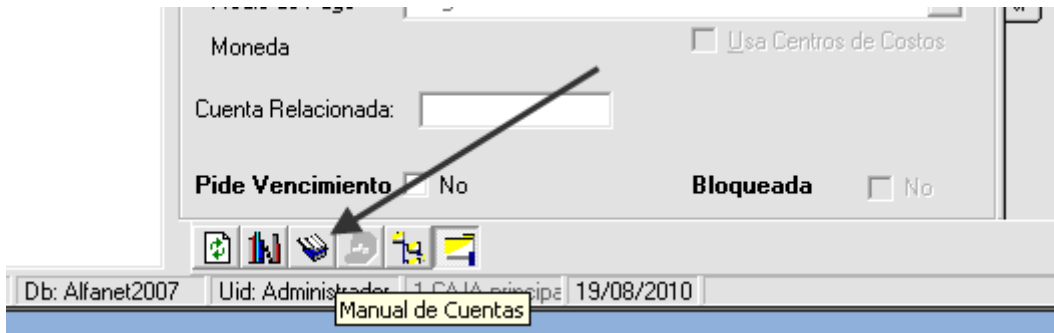 Moneda
Usa Centros de Costos
Cuenta Relacionada:
Pide Vencimiento No
Bloqueada No
Db: Alfanet2007 Uid: Administrador 1 CAJA principa 19/08/2010
Manual de Cuentas